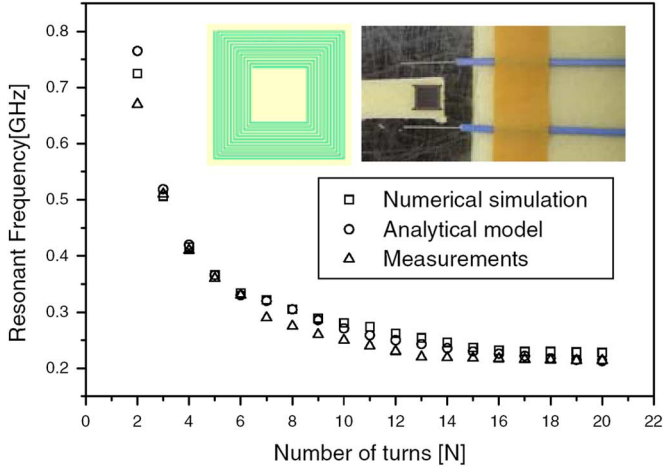 0.8
0.7
0.6
0.5
0.4
0.3
0.2
Resonant Frequency[GHz]
Numerical simulation
Analytical model
Measurements
0 2 4 6 8 10 12 14 16 18 20 22
Number of turns [N]